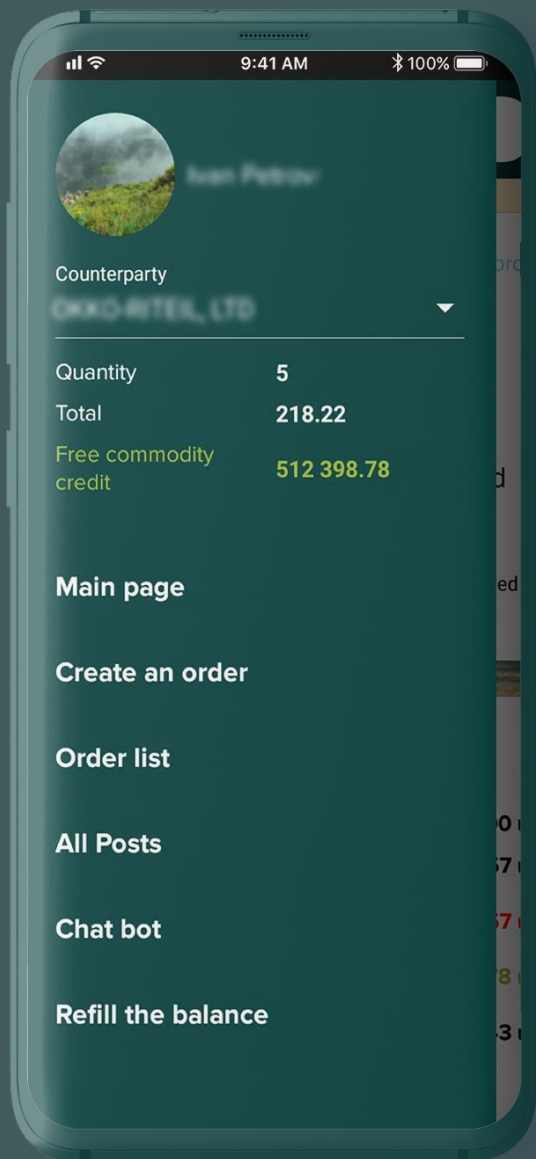 9:41 AM
100%
Counterparty
Quantity 5
Total 218.22
Free commodity
credit 512 398.78
Main page
Create an order
Order list
All Posts
Chat bot
Refill the balance